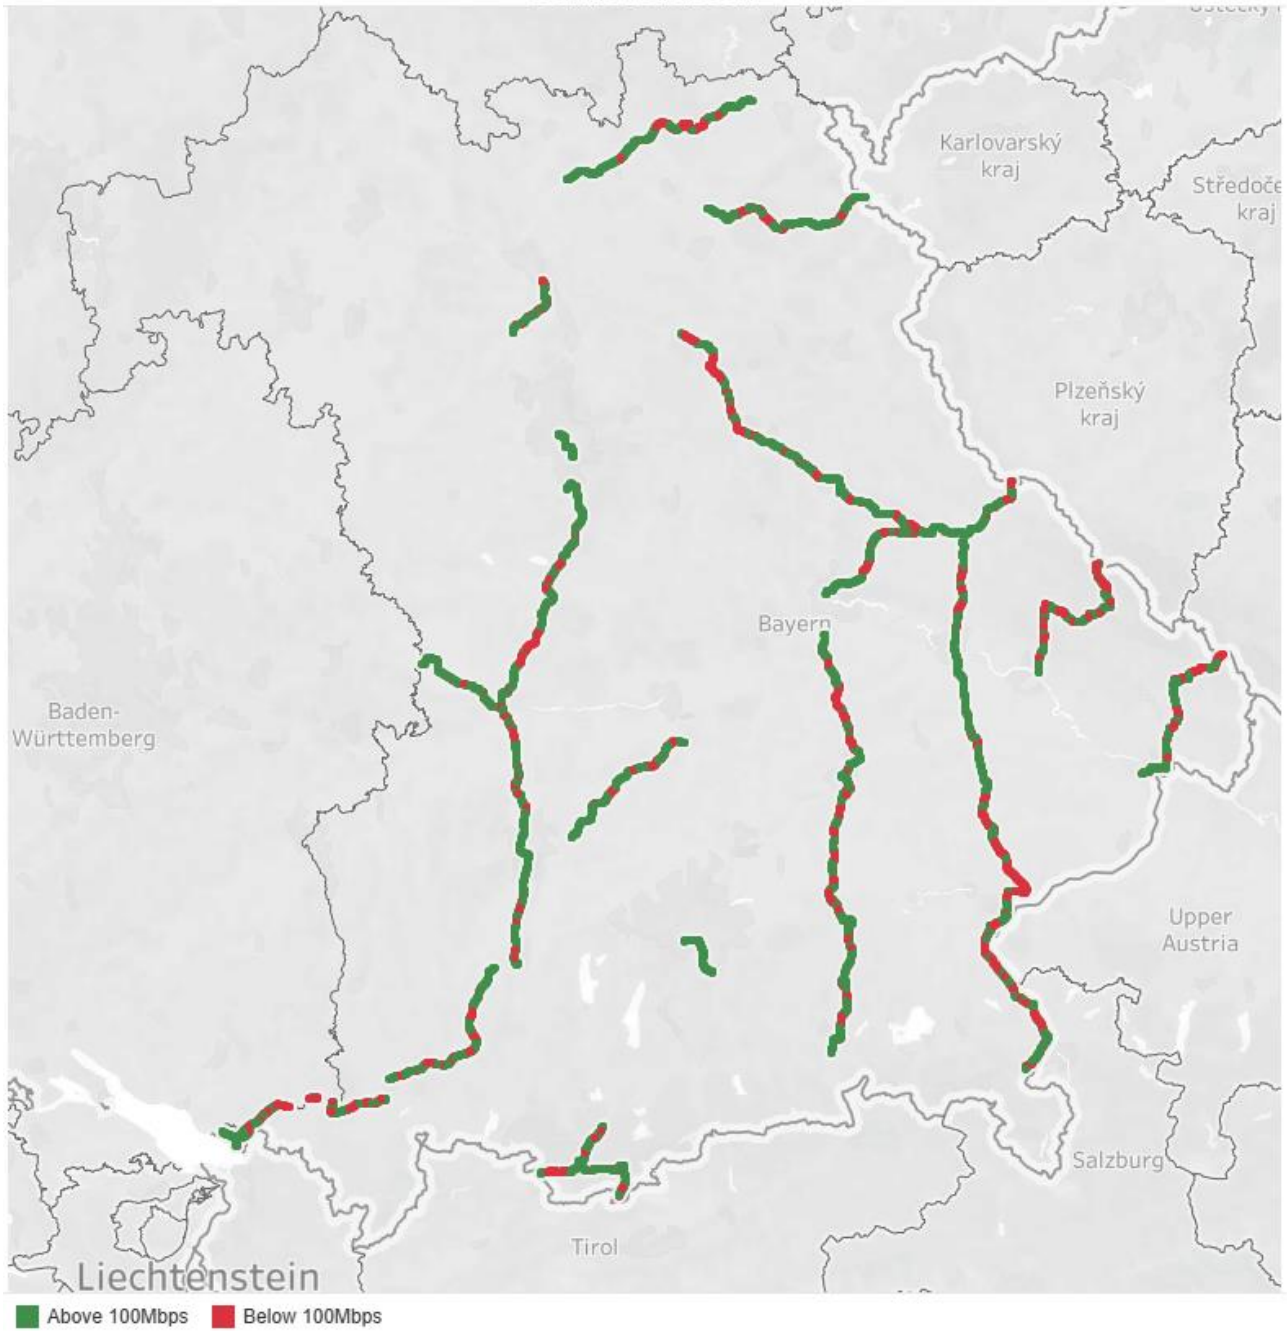 Karlovarský
kraj
Středoče
kraj
Plzeňský
kraj
Bayern
Baden-
Württemberg
Upper
Austria
Salzburg
Tirol
Liechtenstein
Above 100Mbps Below 100Mbps